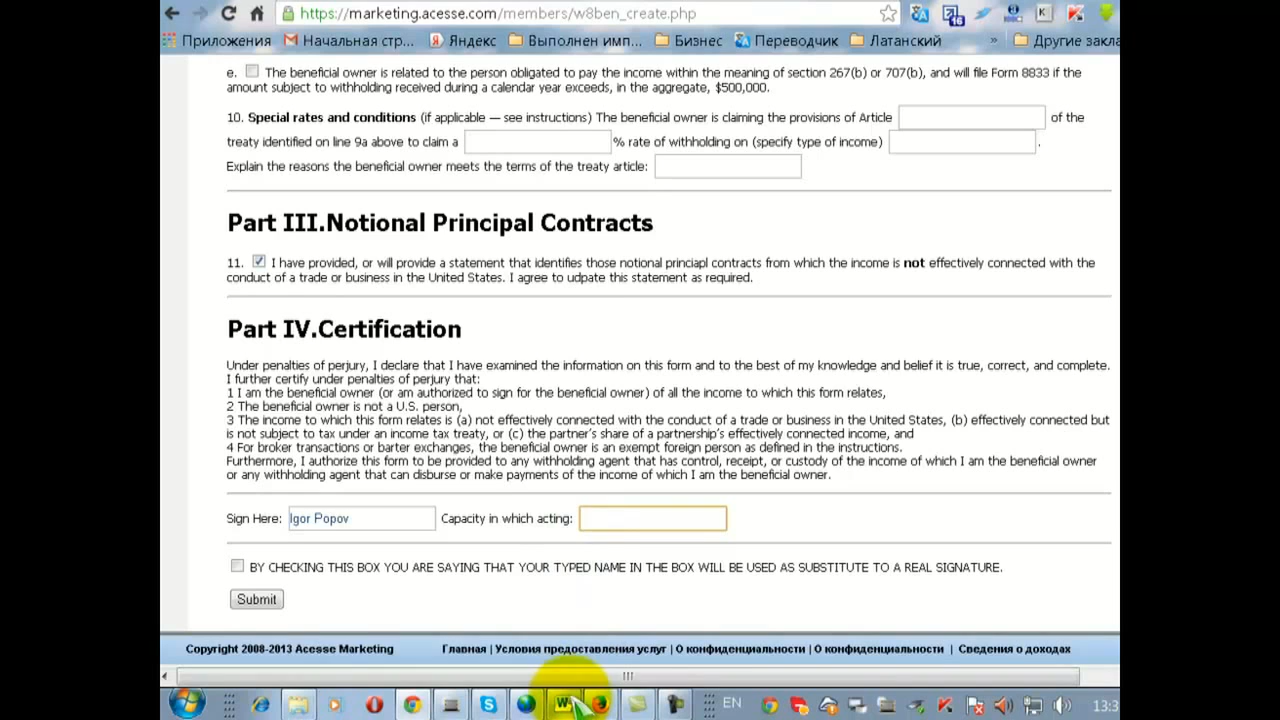 https://marketing.acesse.com/members/w8ben_create.php
16
K
Приложения Начальная стр... Яндекс Выполнен имп... Бизнес Переводчик Латанский » Другие закла
e. The beneficial owner is related to the person obligated to pay the income within the meaning of section 267(b) or 707(b), and will file Form 8833 if the
amount subject to withholding received during a calendar year exceeds, in the aggregate, $500,000.
10. Special rates and conditions (if applicable — see instructions) The beneficial owner is claiming the provisions of Article of the
treaty identified on line 9a above to claim a % rate of withholding on (specify type of income) .
Explain the reasons the beneficial owner meets the terms of the treaty article:
Part III.Notional Principal Contracts
11. I have provided, or will provide a statement that identifies those notional princiapl contracts from which the income is not effectively connected with the
conduct of a trade or business in the United States. I agree to udpate this statement as required.
Part IV.Certification
Under penalties of perjury, I declare that I have examined the information on this form and to the best of my knowledge and belief it is true, correct, and complete.
I further certify under penalties of perjury that:
1 I am the beneficial owner (or am authorized to sign for the beneficial owner) of all the income to which this form relates,
2 The beneficial owner is not a U.S. person,
3 The income to which this form relates is (a) not effectively connected with the conduct of a trade or business in the United States, (b) effectively connected but
is not subject to tax under an income tax treaty, or (c) the partner's share of a partnership's effectively connected income, and
4 For broker transactions or barter exchanges, the beneficial owner is an exempt foreign person as defined in the instructions.
Furthermore, I authorize this form to be provided to any withholding agent that has control, receipt, or custody of the income of which I am the beneficial owner
or any withholding agent that can disburse or make payments of the income of which I am the beneficial owner.
Sign Here: Igor Popov Capacity in which acting:
BY CHECKING THIS BOX YOU ARE SAYING THAT YOUR TYPED NAME IN THE BOX WILL BE USED AS SUBSTITUTE TO A REAL SIGNATURE.
Submit
Copyright 2008-2013 Acesse Marketing Главная | Условия предоставления услуг | О конфиденциальности | О конфиденциальности | Сведения о доходах
EN 13:3